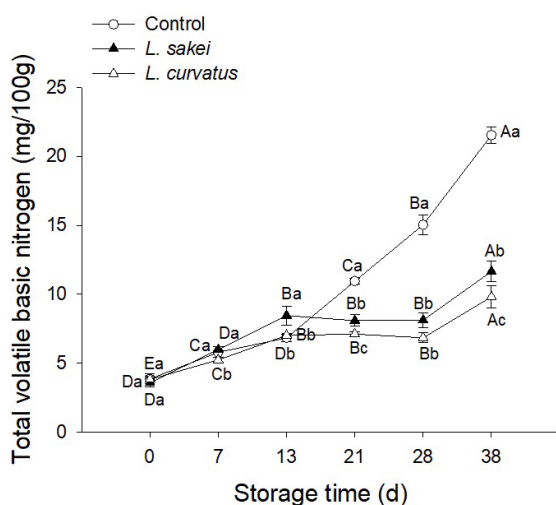 Control
L. sakei
L. curvatus
Total volatile basic nitrogen (mg/100g)
25
20
15
10
5
0
Aa
Ba
Ca
Ab
Ba
Bb
Bb
Ac
Ca
Da
Bb
Db
Bc
Bb
Ea
Cb
Da
Da
0 7 13 21 28 38
Storage time (d)